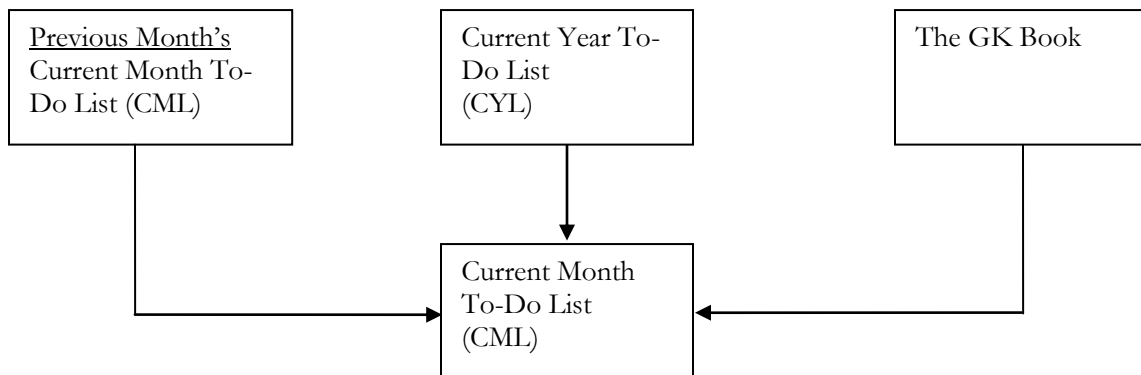 Previous Month's
Current Month To-
Do List (CML)
Current Year To-
Do List
(CYL)
The GK Book
Current Month
To-Do List
(CML)